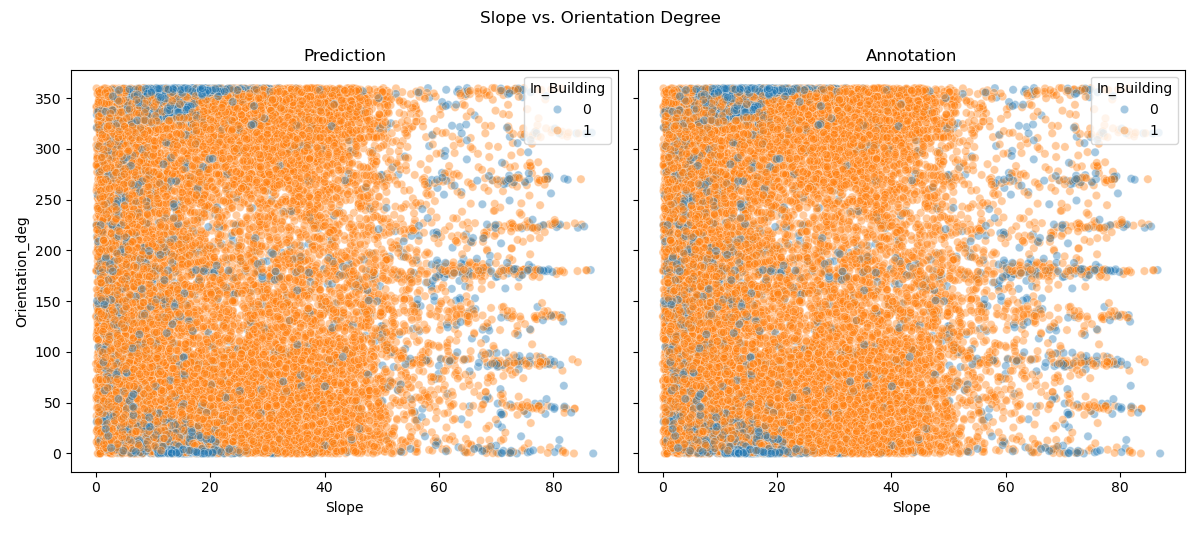 Slope vs. Orientation Degree
Prediction
Annotation
In_Building
0
1
In_Building
0
1
Orientation_deg
350
300
250
200
150
100
50
0
0 20 40 60 80
0 20 40 60 80
Slope
Slope